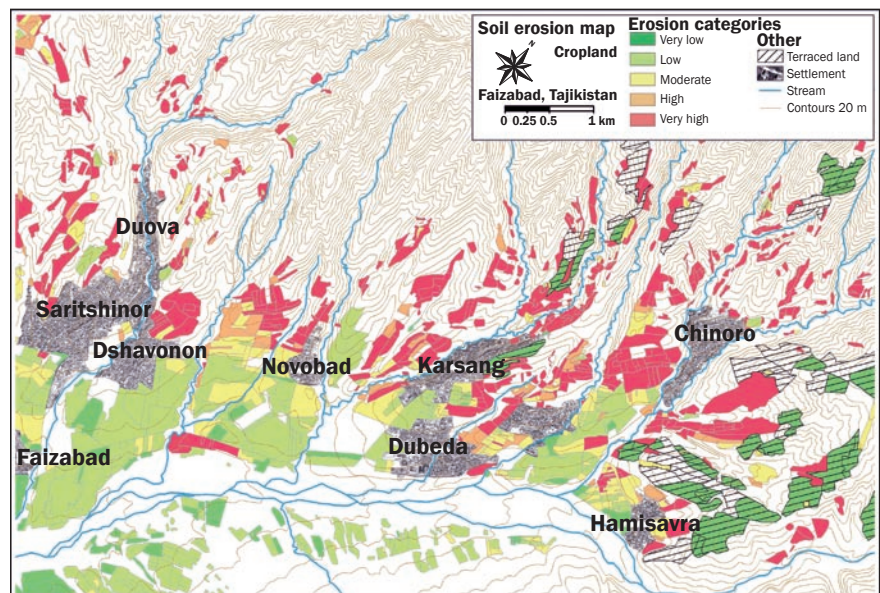 Soil erosion map
Cropland
N
Faizabad, Tajikistan
0 0.25 0.5 1 km
Erosion categories
Very low
Low
Moderate
High
Very high
Other
Terraced land
Settlement
Stream
Contours 20 m
Duova
Saritshinor
Dshavonon
Novobad
Karsang
Chinoro
Faizabad
Dubeda
Hamisavra